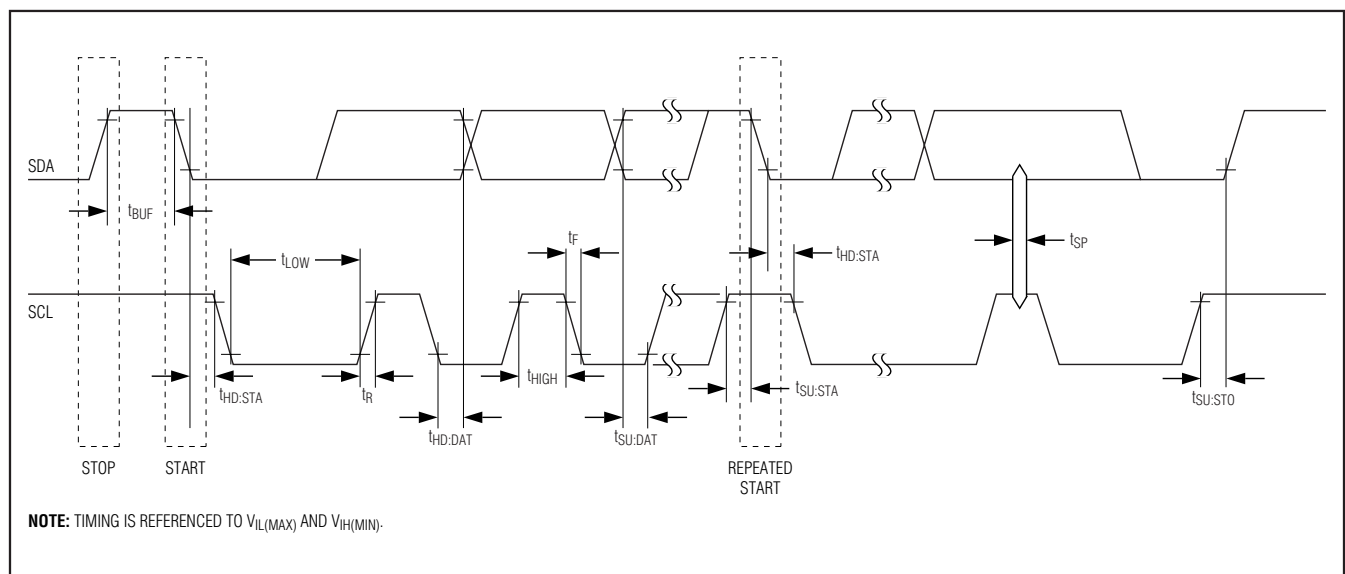 SDA
tBUF
tLOW
tF
tHD:STA
tSP
SCL
tHD:STA
tR
tHD:DAT
tHIGH
tSU:DAT
tSU:STA
tSU:STO
STOP
START
REPEATED
START
NOTE: TIMING IS REFERENCED TO VIL(MAX) AND VIH(MIN).